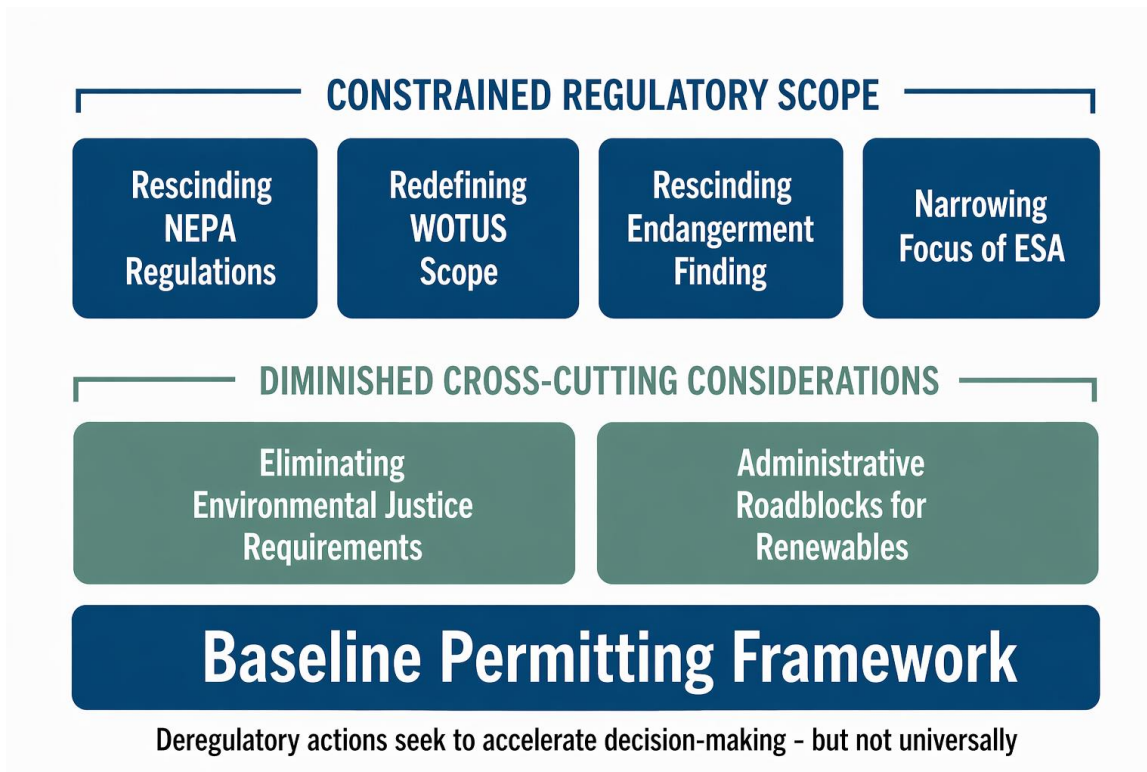 CONSTRAINED REGULATORY SCOPE
Rescinding
NEPA
Regulations
Redefining
WOTUS
Scope
Rescinding
Endangerment
Finding
Narrowing
Focus of ESA
DIMINISHED CROSS-CUTTING CONSIDERATIONS
Eliminating
Environmental Justice
Requirements
Administrative
Roadblocks for
Renewables
Baseline Permitting Framework
Deregulatory actions seek to accelerate decision-making – but not universally